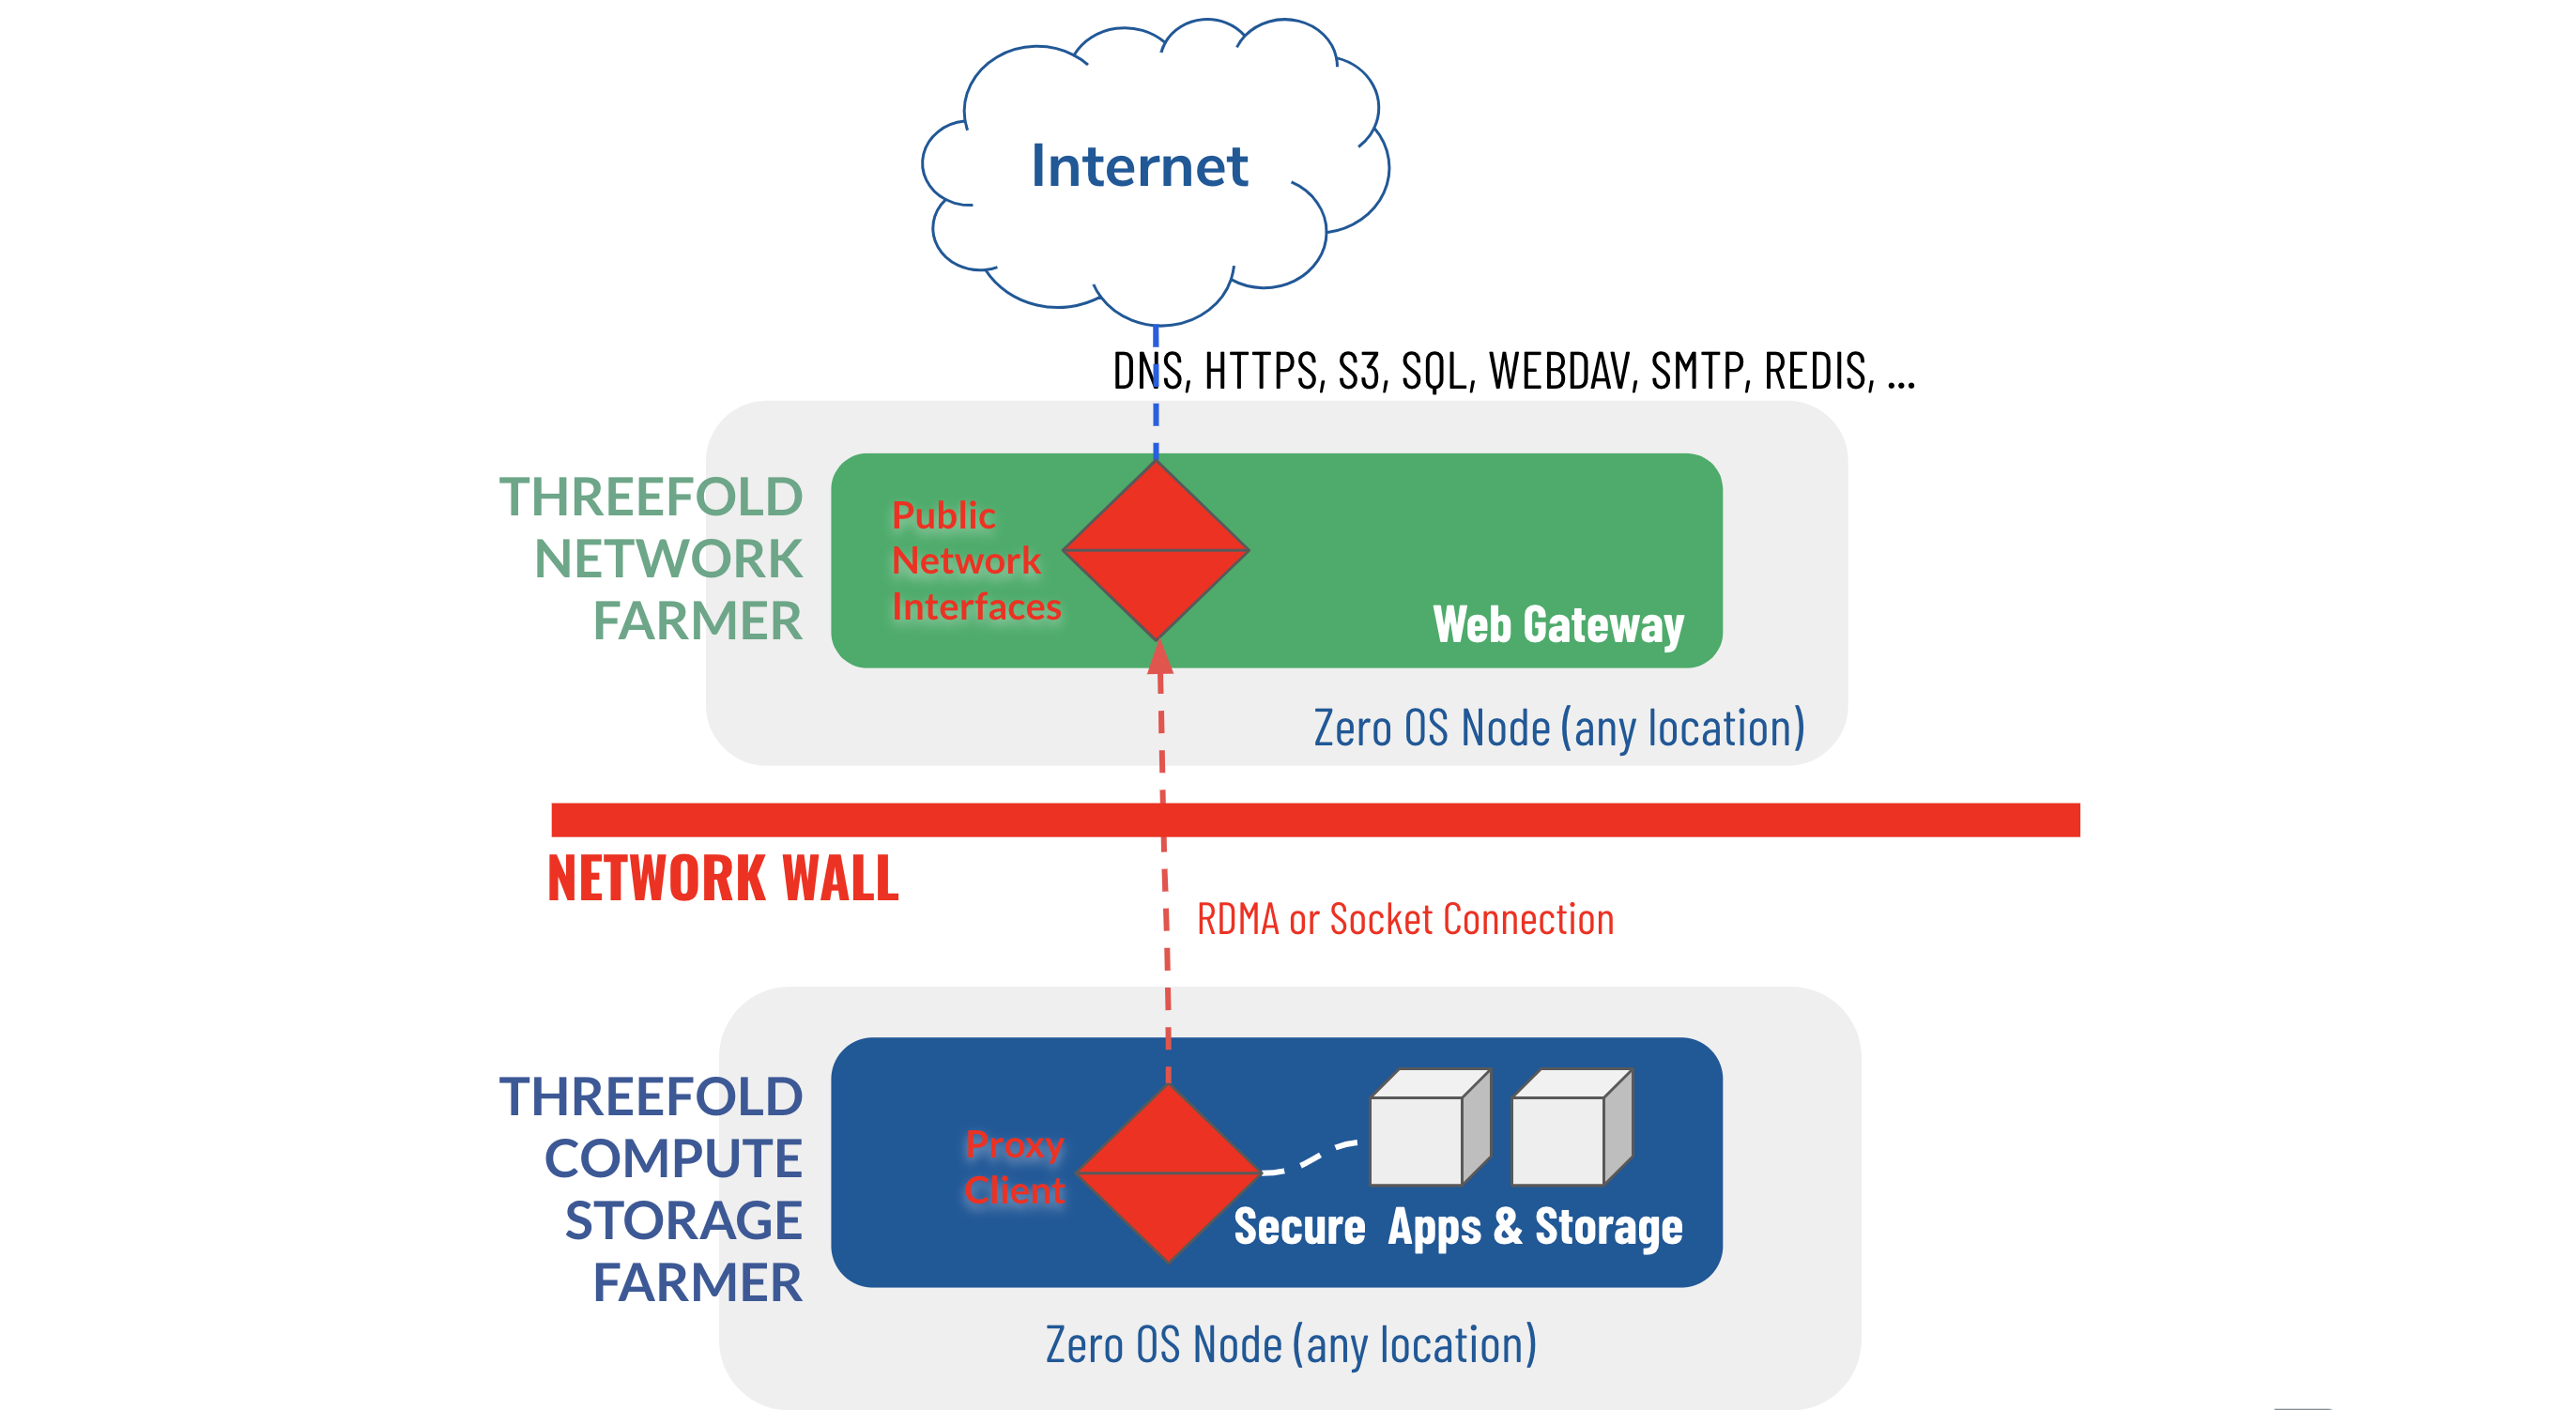 Internet
DNS, HTTPS, S3, SQL, WEBDAV, SMTP, REDIS, ...
THREEFOLD
NETWORK
FARMER
Public
Network
Interfaces
Web Gateway
Zero OS Node (any location)
NETWORK WALL
RDMA or Socket Connection
THREEFOLD
COMPUTE
STORAGE
FARMER
Proxy
Client
Secure Apps & Storage
Zero OS Node (any location)